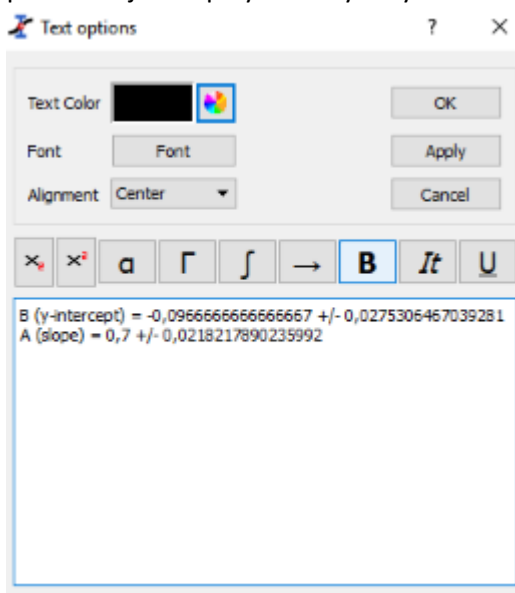 Text options ? ×
Text Color OK
Font Font Apply
Alignment Center Cancel
a Γ ∫ → B It U
B (y-intercept) = -0,0966666666666667 +/- 0,0275306467039281
A (slope) = 0,7 +/- 0,0218217890235992